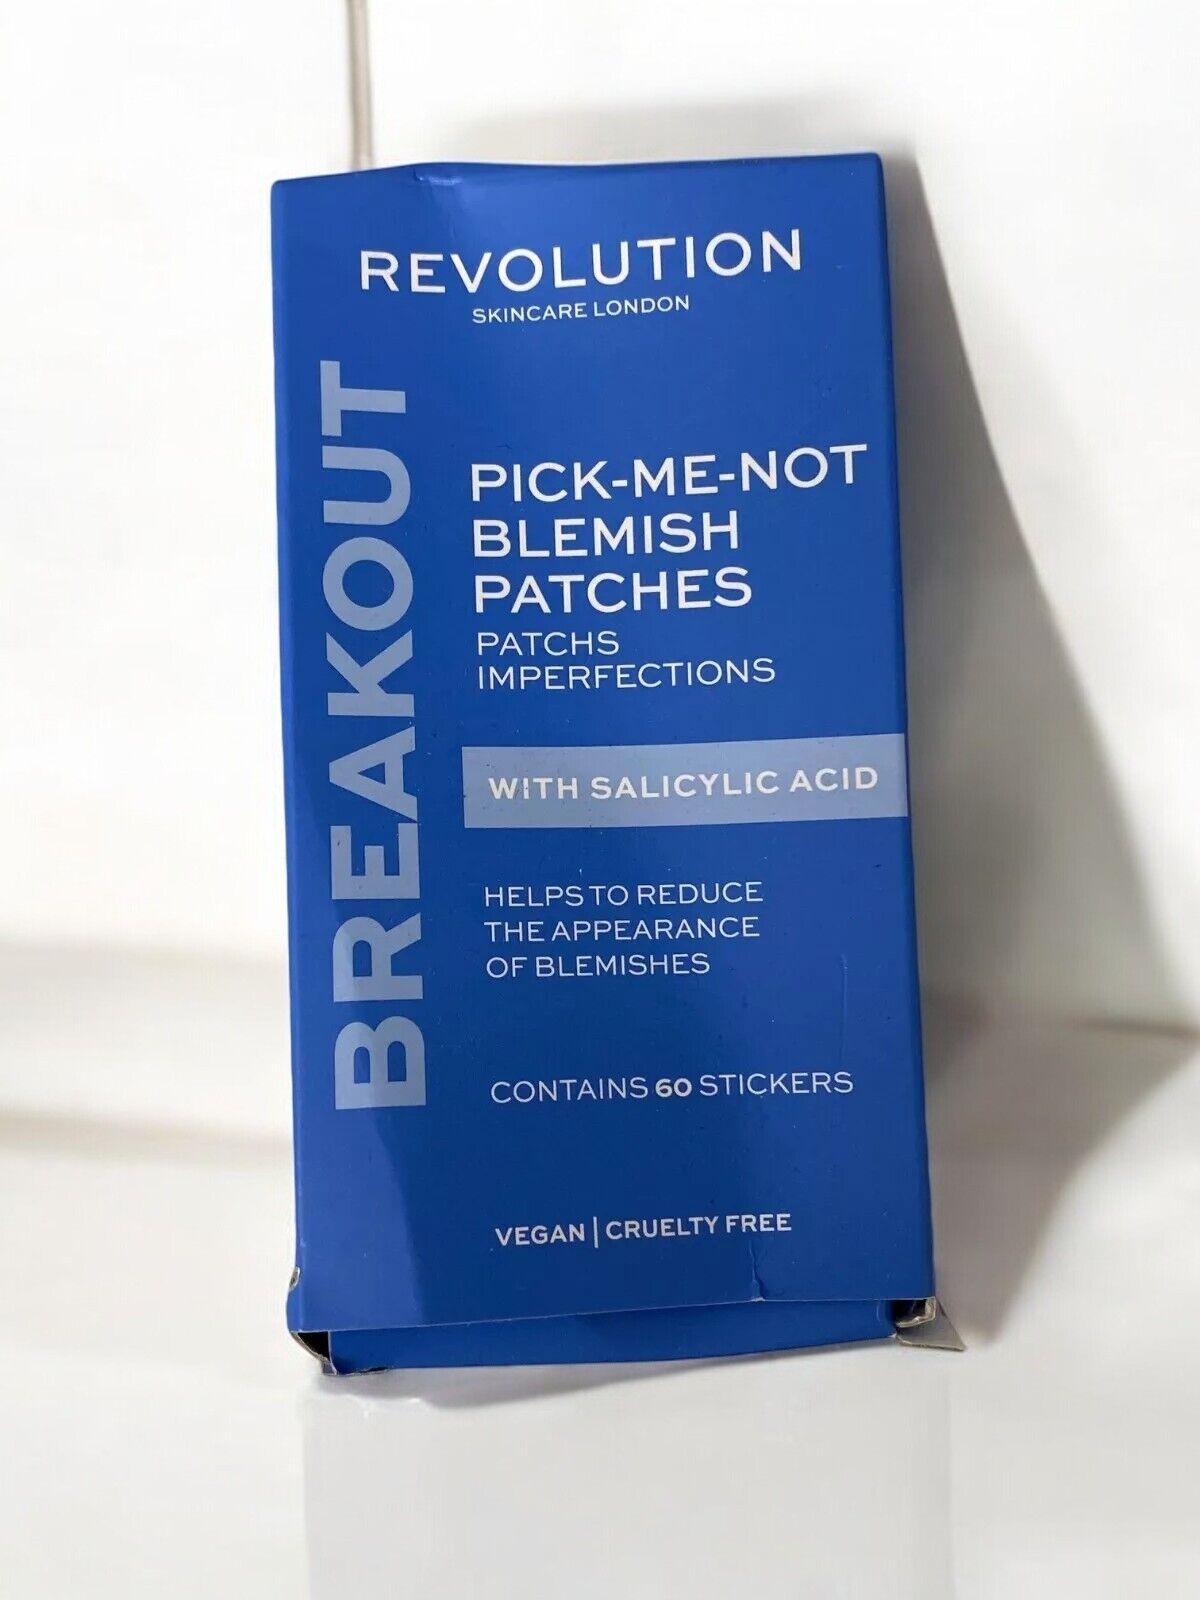 REVOLUTION
SKINCARE LONDON
BREAKOUT
PICK-ME-NOT
BLEMISH
PATCHES
PATCHS
IMPERFECTIONS
WITH SALICYLIC ACID
HELPS TO REDUCE
THE APPEARANCE
OF BLEMISHES
CONTAINS 60 STICKERS
VEGAN | CRUELTY FREE